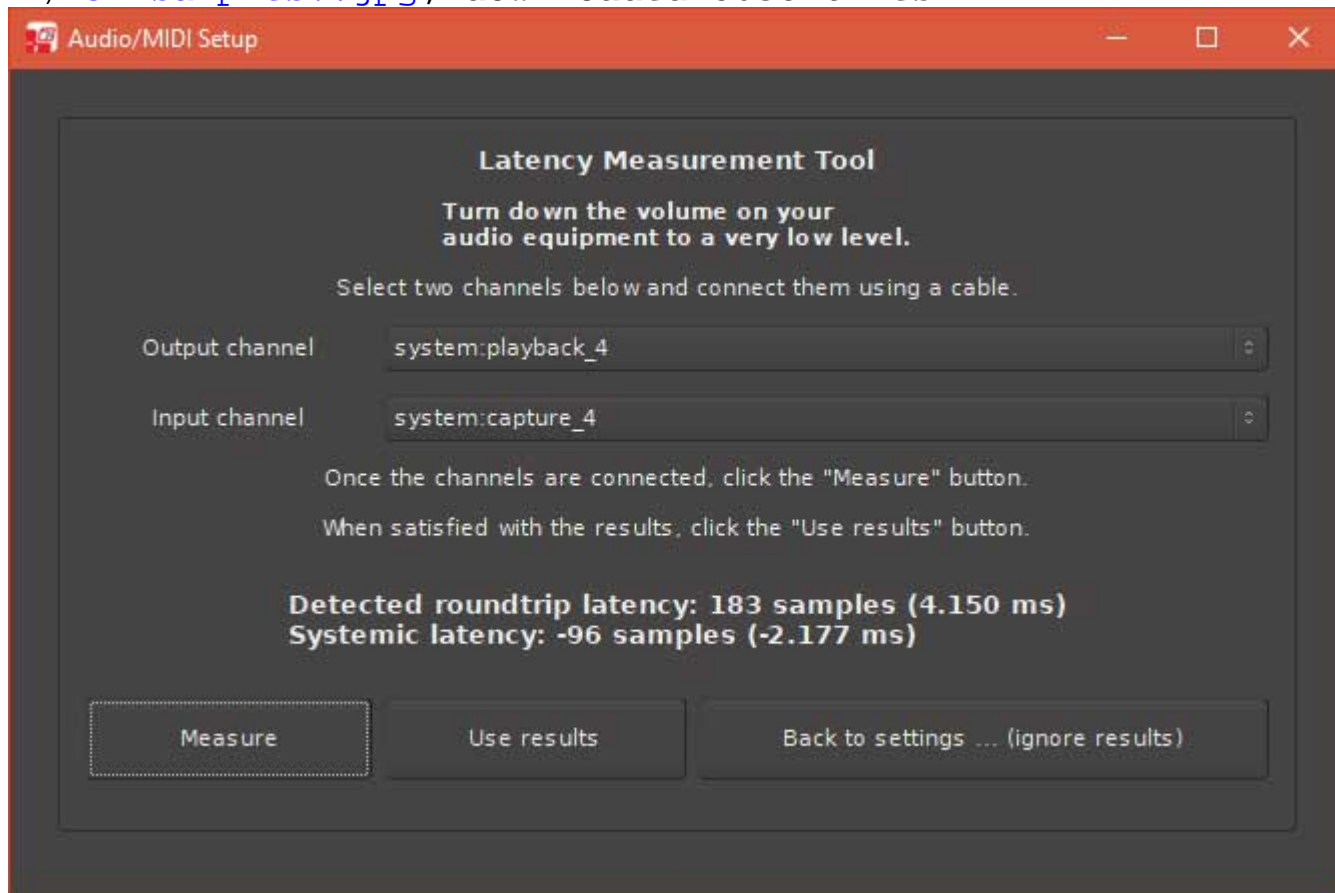 Audio/MIDI Setup
Latency Measurement Tool
Turn down the volume on your
audio equipment to a very low level.
Select two channels below and connect them using a cable.
Output channel
system:playback_4
Input channel
system:capture_4
Once the channels are connected, click the "Measure" button.
When satisfied with the results, click the "Use results" button.
Detected roundtrip latency: 183 samples (4.150 ms)
Systemic latency: -96 samples (-2.177 ms)
Measure
Use results
Back to settings ... (ignore results)